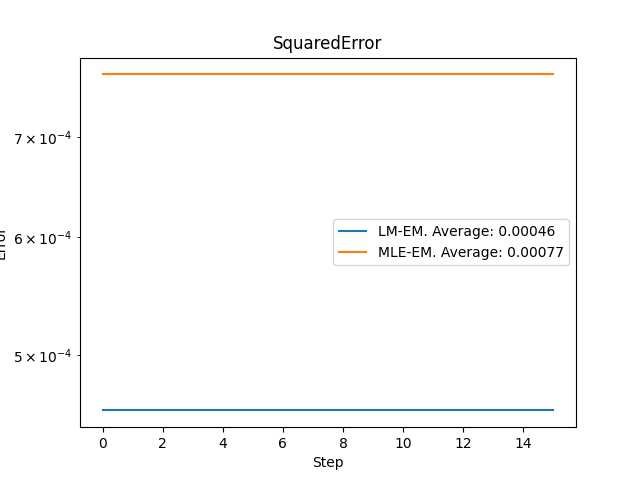 SquaredError
Error
7 × 10⁻⁴
6 × 10⁻⁴
5 × 10⁻⁴
LM-EM. Average: 0.00046
MLE-EM. Average: 0.00077
0 2 4 6 8 10 12 14
Step